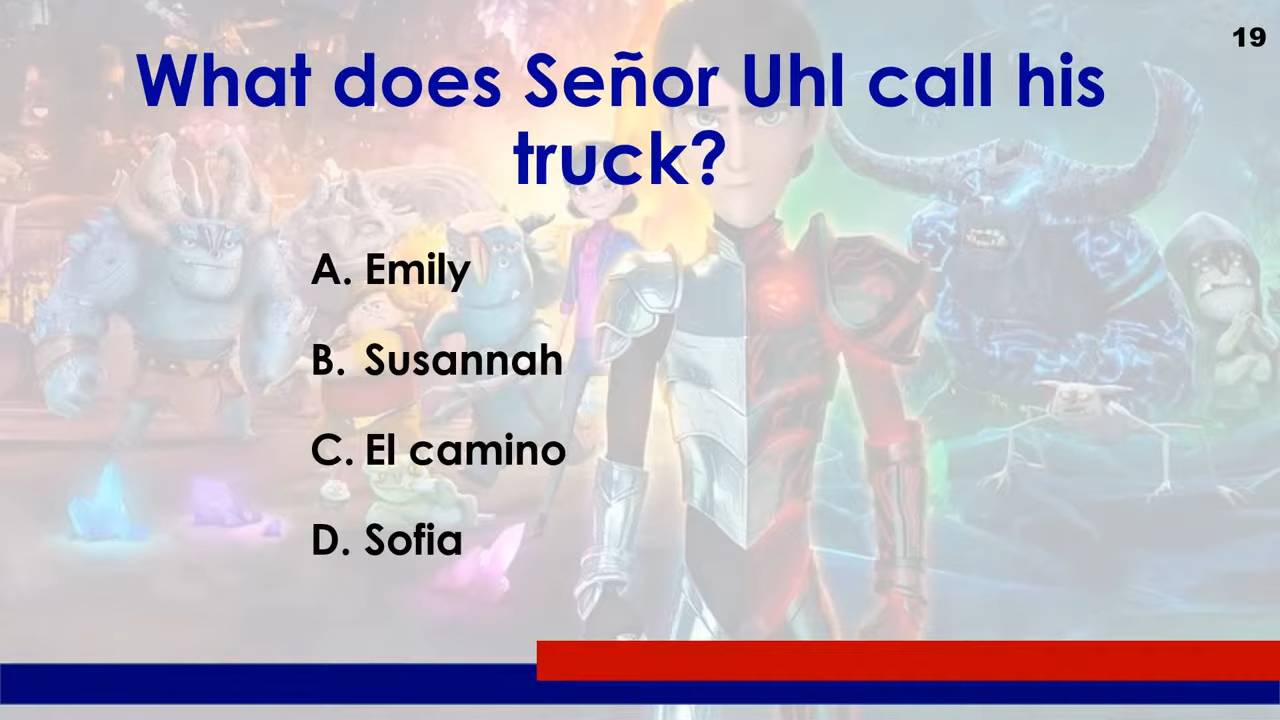 19
What does Señor Uhl call his
truck?
A. Emily
B. Susannah
C. El camino
D. Sofia